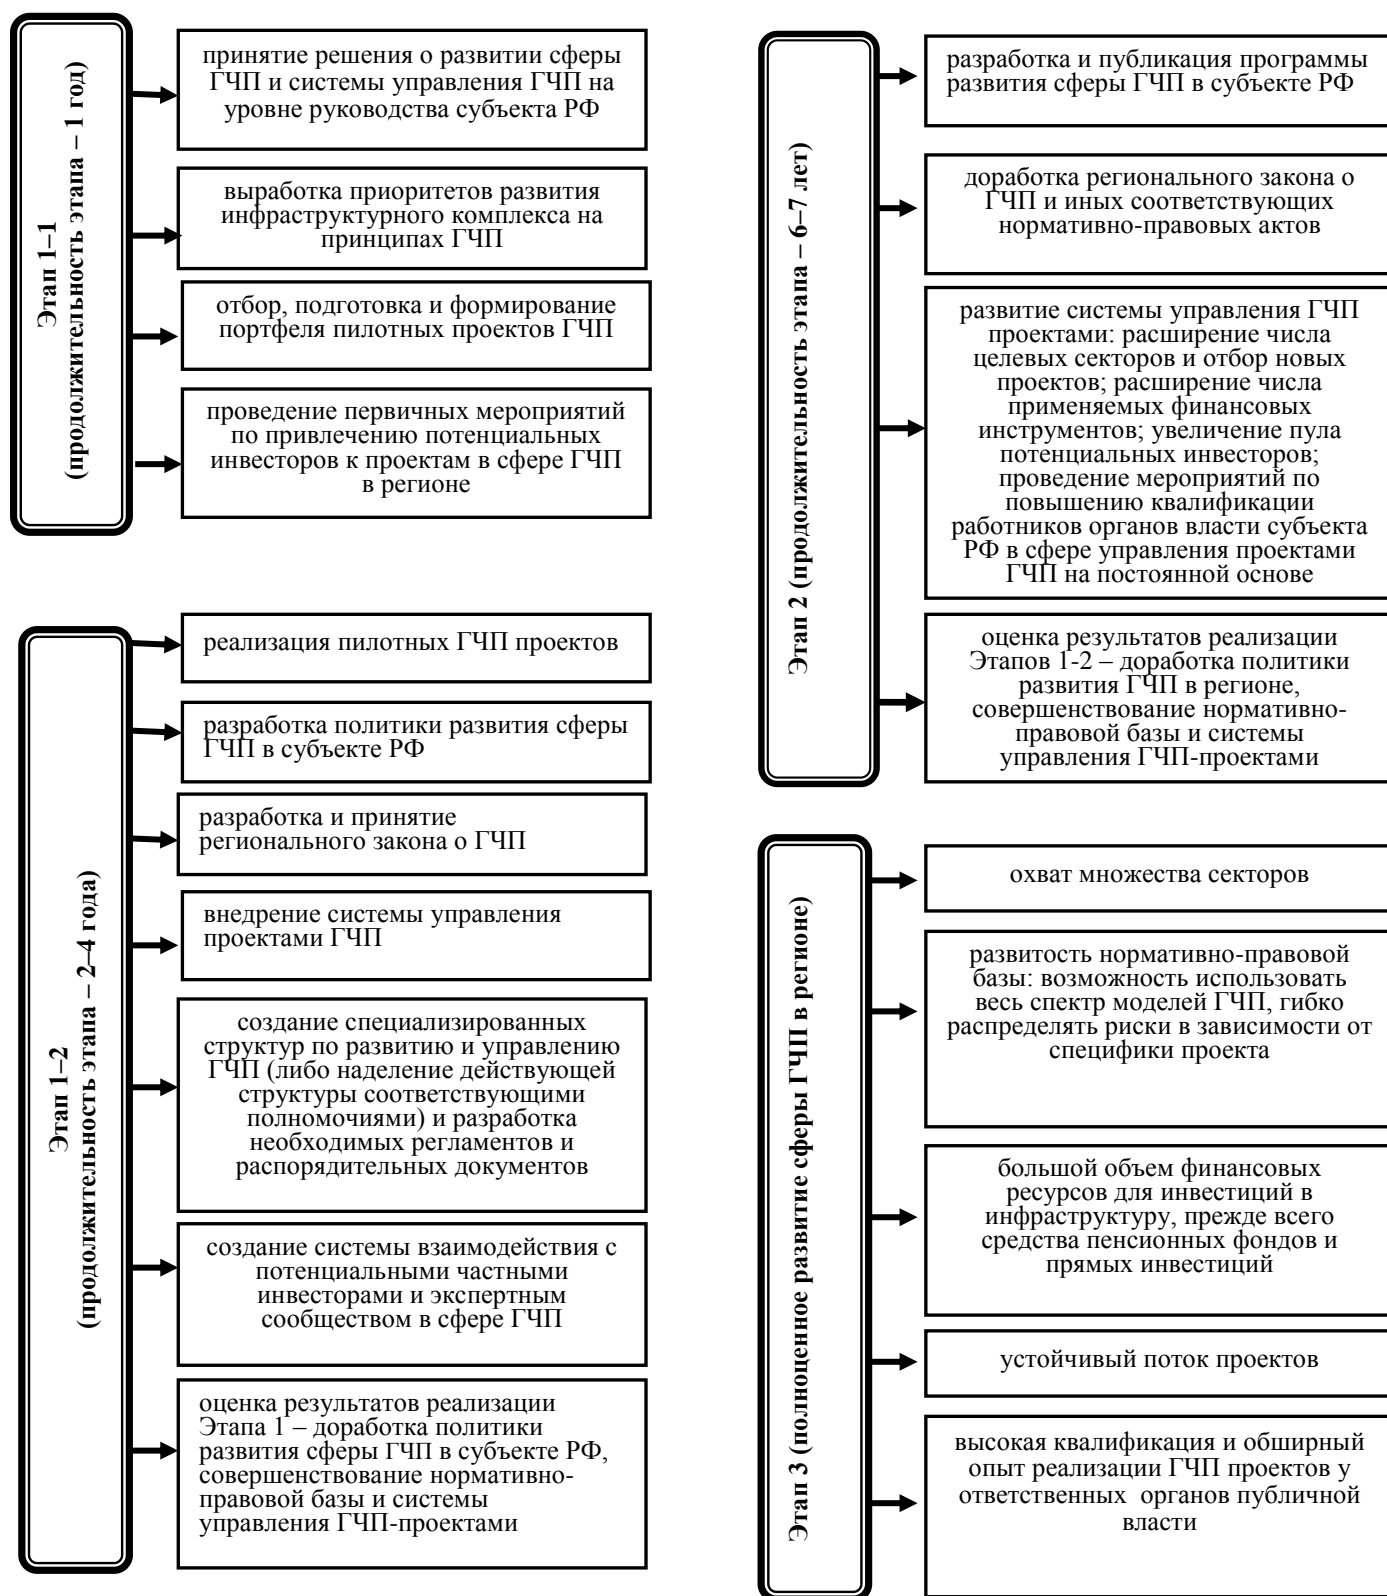 Этап 1–1
(продолжительность этапа – 1 год)
принятие решения о развитии сферы
ГЧП и системы управления ГЧП на
уровне руководства субъекта РФ
выработка приоритетов развития
инфраструктурного комплекса на
принципах ГЧП
отбор, подготовка и формирование
портфеля пилотных проектов ГЧП
проведение первичных мероприятий
по привлечению потенциальных
инвесторов к проектам в сфере ГЧП
в регионе
Этап 1–2
(продолжительность этапа – 2–4 года)
реализация пилотных ГЧП проектов
разработка политики развития сферы
ГЧП в субъекте РФ
разработка и принятие
регионального закона о ГЧП
внедрение системы управления
проектами ГЧП
создание специализированных
структур по развитию и управлению
ГЧП (либо наделение действующей
структуры соответствующими
полномочиями) и разработка
необходимых регламентов и
распорядительных документов
создание системы взаимодействия с
потенциальными частными
инвесторами и экспертным
сообществом в сфере ГЧП
оценка результатов реализации
Этапа 1 – доработка политики
развития сферы ГЧП в субъекте РФ,
совершенствование нормативно-
правовой базы и системы
управления ГЧП-проектами
Этап 2 (продолжительность этапа – 6–7 лет)
разработка и публикация программы
развития сферы ГЧП в субъекте РФ
доработка регионального закона о
ГЧП и иных соответствующих
нормативно-правовых актов
развитие системы управления ГЧП
проектами: расширение числа
целевых секторов и отбор новых
проектов; расширение числа
применяемых финансовых
инструментов; увеличение пула
потенциальных инвесторов;
проведение мероприятий по
повышению квалификации
работников органов власти субъекта
РФ в сфере управления проектами
ГЧП на постоянной основе
оценка результатов реализации
Этапов 1-2 – доработка политики
развития ГЧП в регионе,
совершенствование нормативно-
правовой базы и системы
управления ГЧП-проектами
Этап 3 (полноценное развитие сферы ГЧП в регионе)
охват множества секторов
развитость нормативно-правовой
базы: возможность использовать
весь спектр моделей ГЧП, гибко
распределять риски в зависимости от
специфики проекта
большой объем финансовых
ресурсов для инвестиций в
инфраструктуру, прежде всего
средства пенсионных фондов и
прямых инвестиций
устойчивый поток проектов
высокая квалификация и обширный
опыт реализации ГЧП проектов у
ответственных органов публичной
власти